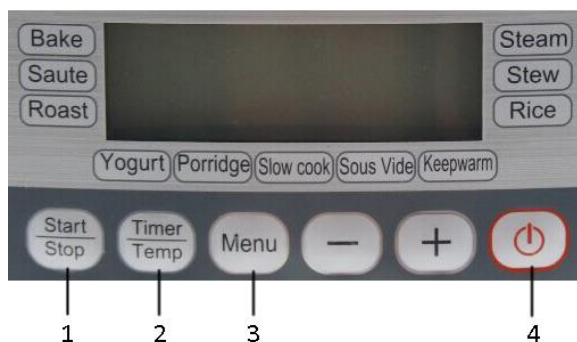 Bake
Saute
Roast
Steam
Stew
Rice
Yogurt Porridge Slow cook Sous Vide Keepwarm
Start
Stop
Timer
Temp
Menu
− +
1 2 3 4